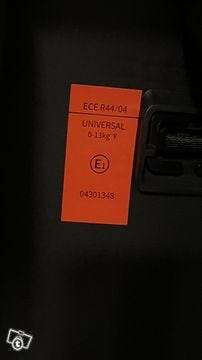 ECE R44/04
UNIVERSAL
0-13kg Y
E1
04301348